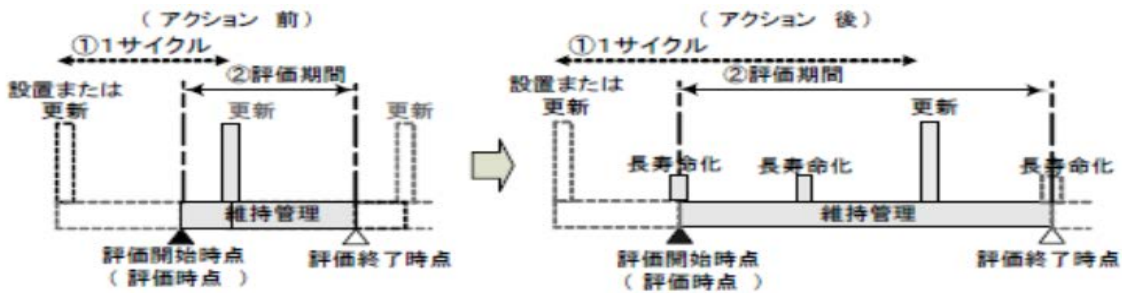 （ アクション 前 ）
①1サイクル
②評価期間
設置または
更新
更新
更新
維持管理
評価開始時点
（ 評価時点 ）
評価終了時点
（ アクション 後 ）
①1サイクル
②評価期間
設置または
更新
更新
長寿命化
長寿命化
長寿命化
維持管理
評価開始時点
（ 評価時点 ）
評価終了時点